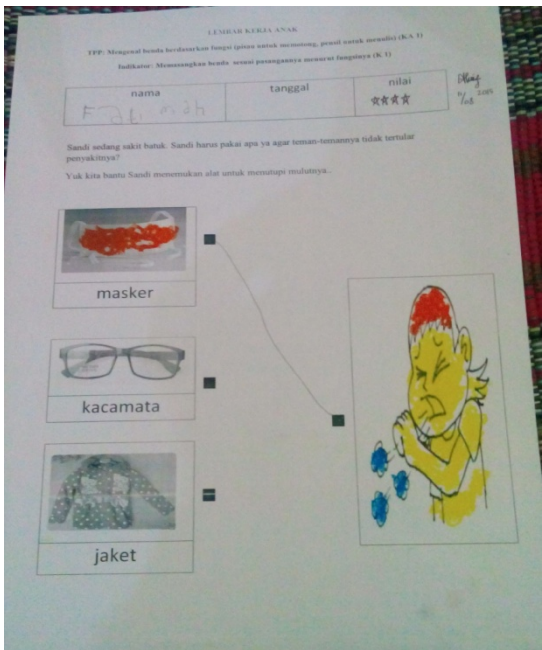 LEMBAR KERJA ANAK
TPP: Mengenal benda berdasarkan fungsi (pisau untuk memotong, pensil untuk menulis) (KA 1)
Indikator: Memasangkan benda sesuai pasangannya menurut fungsinya (K 1)
nama
tanggal
nilai
Sandi sedang sakit batuk. Sandi harus pakai apa ya agar teman-temannya tidak tertular
penyakitnya?
Yuk kita bantu Sandi menemukan alat untuk menutupi mulutnya..
masker
kacamata
jaket